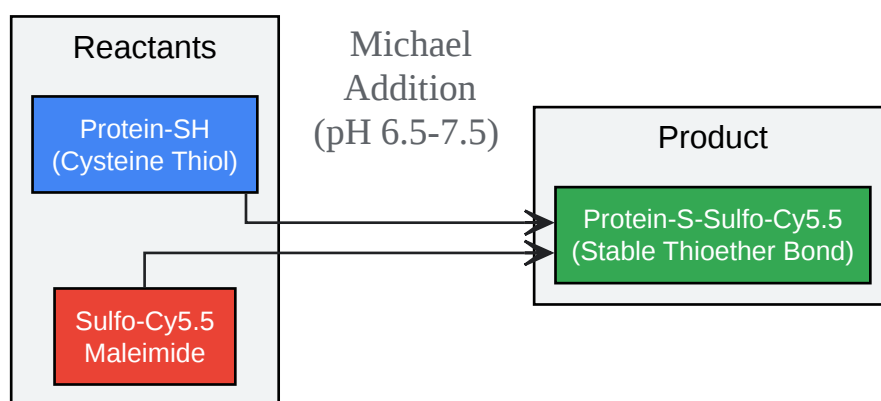 Reactants
Protein-SH
(Cysteine Thiol)
Sulfo-Cy5.5
Maleimide
Michael
Addition
(pH 6.5-7.5)
Product
Protein-S-Sulfo-Cy5.5
(Stable Thioether Bond)